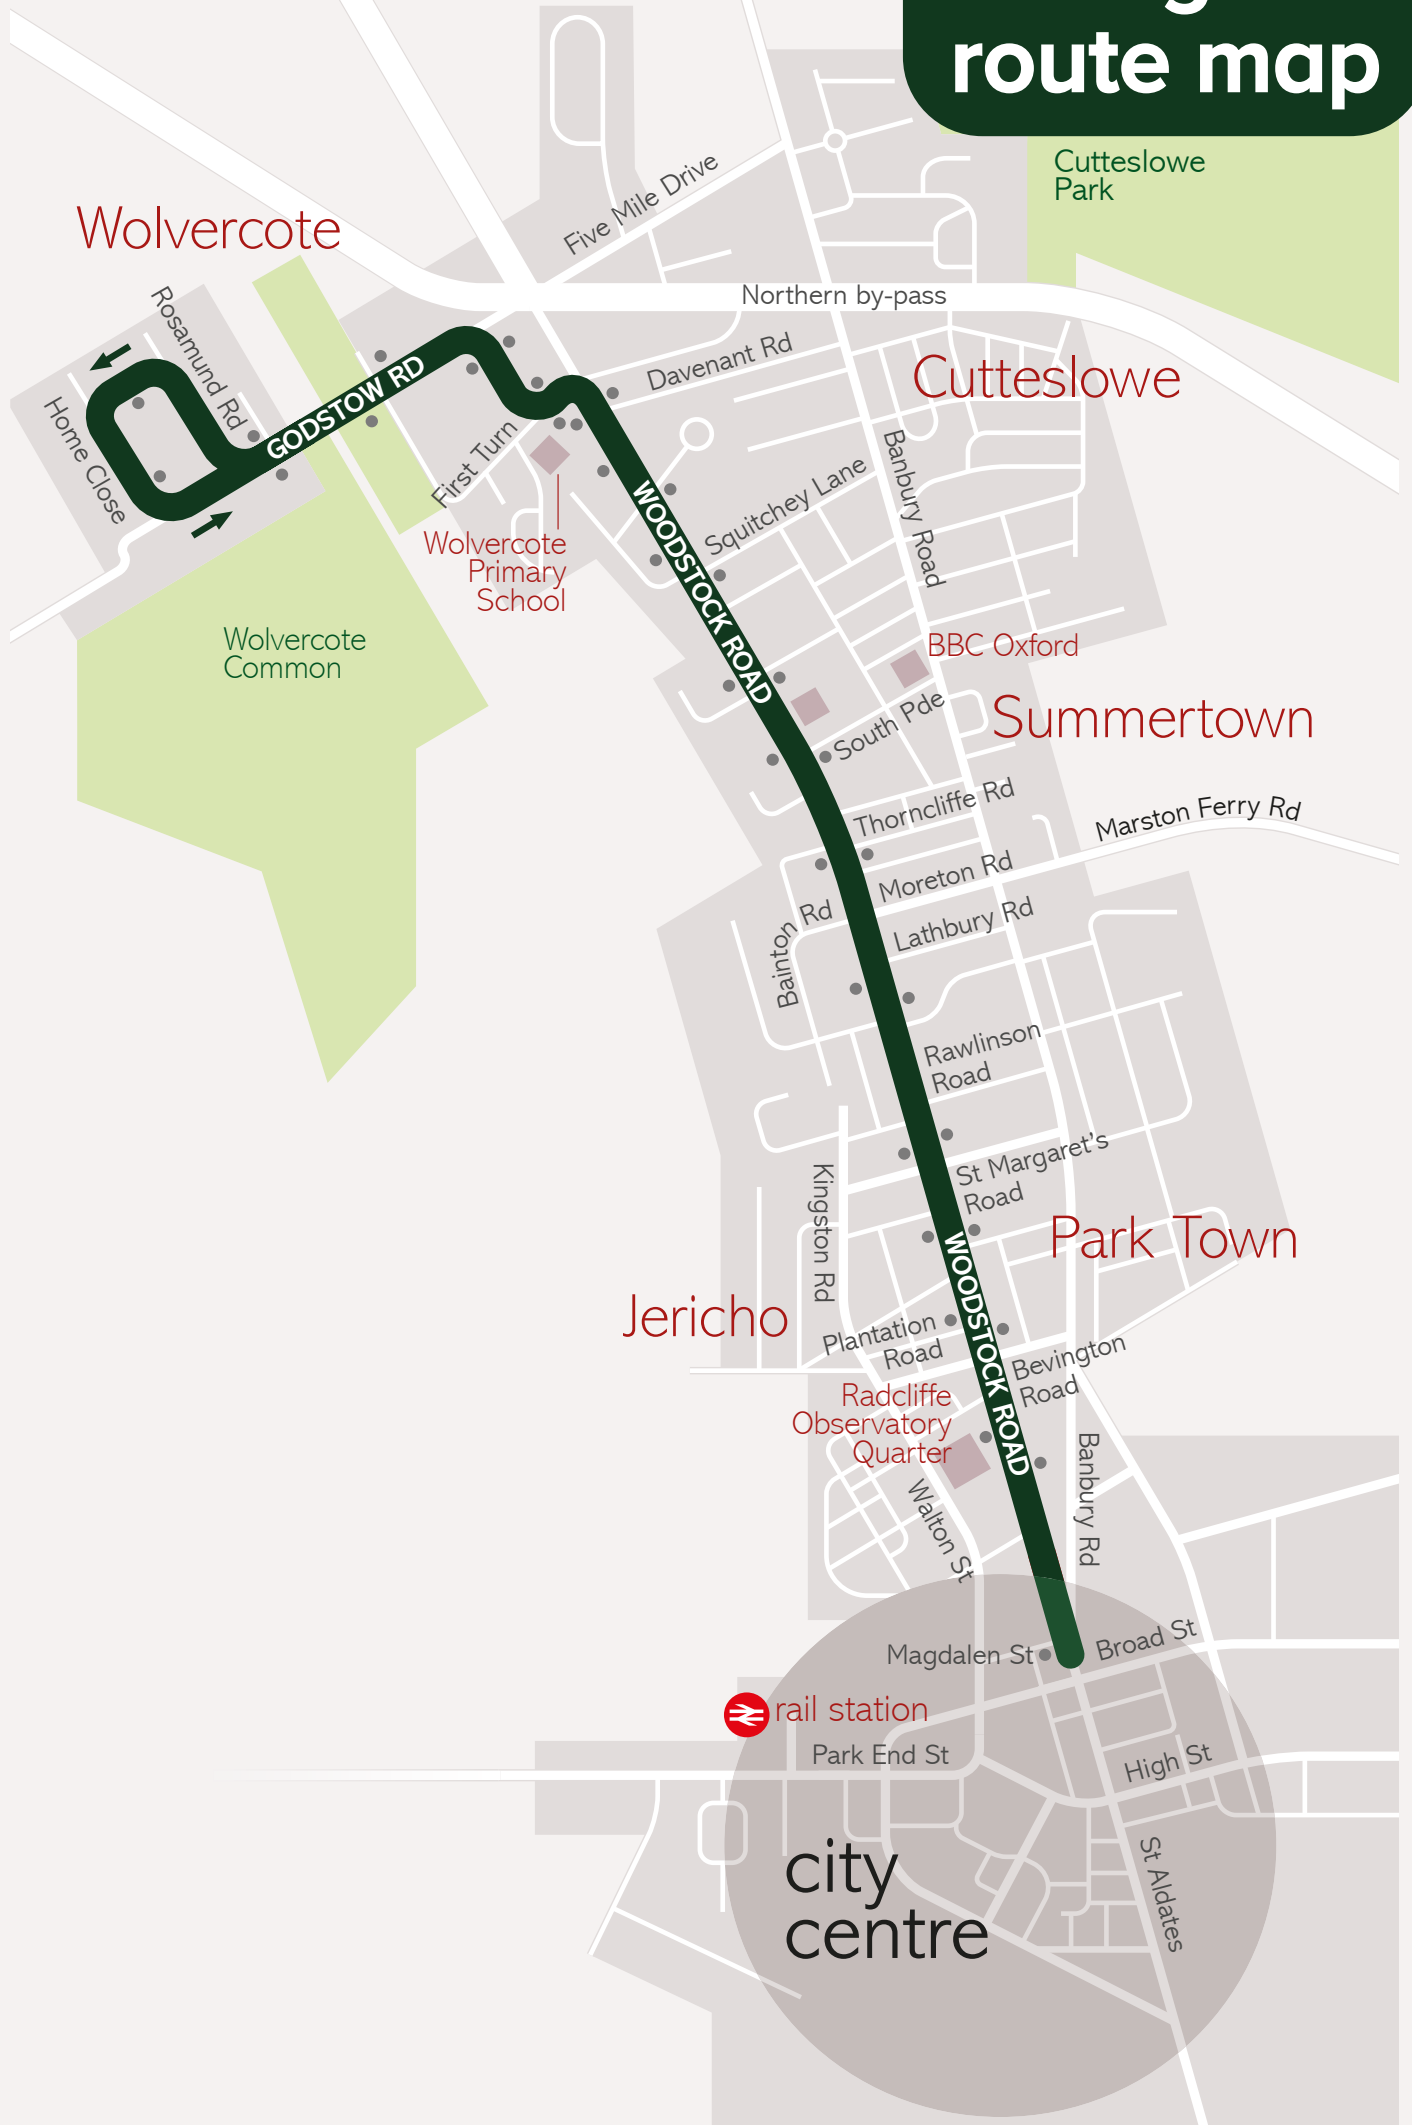 route map
Cutteslowe
Park
Five Mile Drive
Wolvercote
Northern by-pass
Rosamund Rd
Davenant Rd
GODSTOW RD
Cutteslowe
Home Close
First Turn
Banbury Road
Squitchey Lane
WOODSTOCK ROAD
Wolvercote
Primary
School
Wolvercote
Common
BBC Oxford
South Pde
Summertown
Thorncliffe Rd
Marston Ferry Rd
Moreton Rd
Bainton Rd
Lathbury Rd
Rawlinson
Road
St Margaret's
Road
Kingston Rd
Park Town
WOODSTOCK ROAD
Jericho
Plantation
Road
Bevington
Road
Radcliffe
Observatory
Quarter
Banbury Rd
Walton St
Magdalen St
Broad St
rail station
Park End St
High St
St Aldates
city
centre